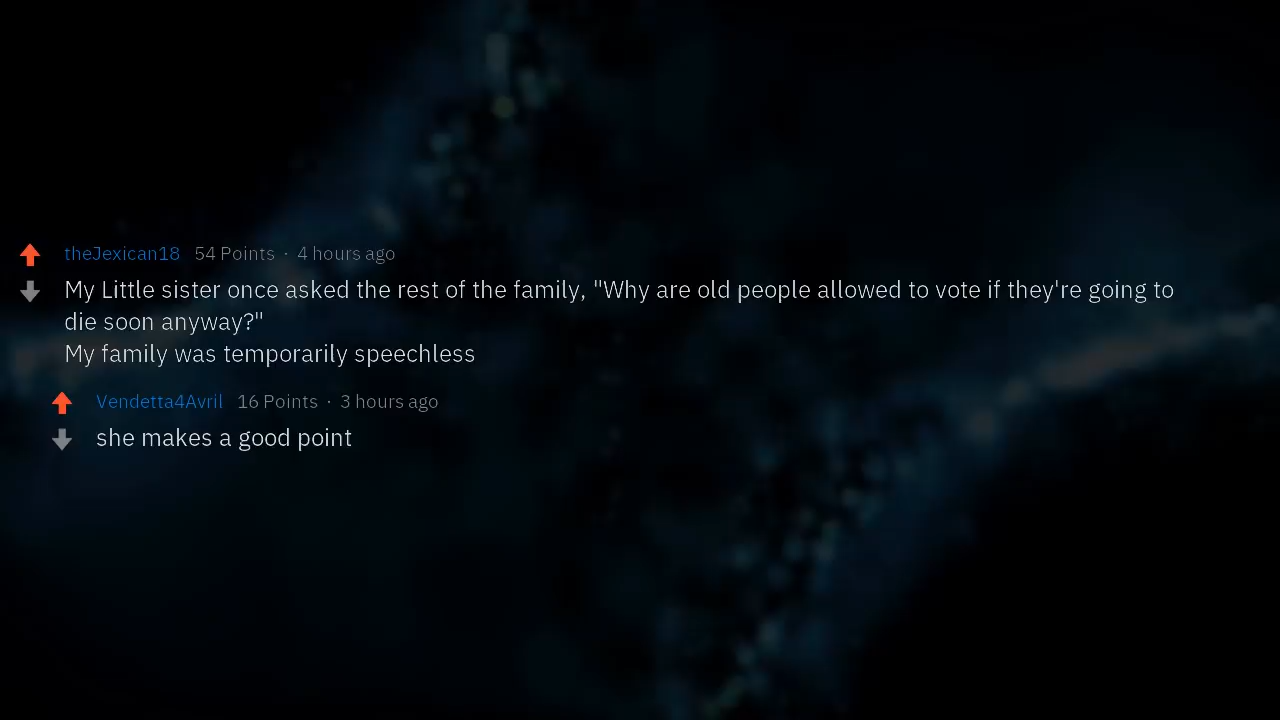 theJexican18 54 Points · 4 hours ago
My Little sister once asked the rest of the family, "Why are old people allowed to vote if they're going to
die soon anyway?"
My family was temporarily speechless
Vendetta4Avril 16 Points · 3 hours ago
she makes a good point